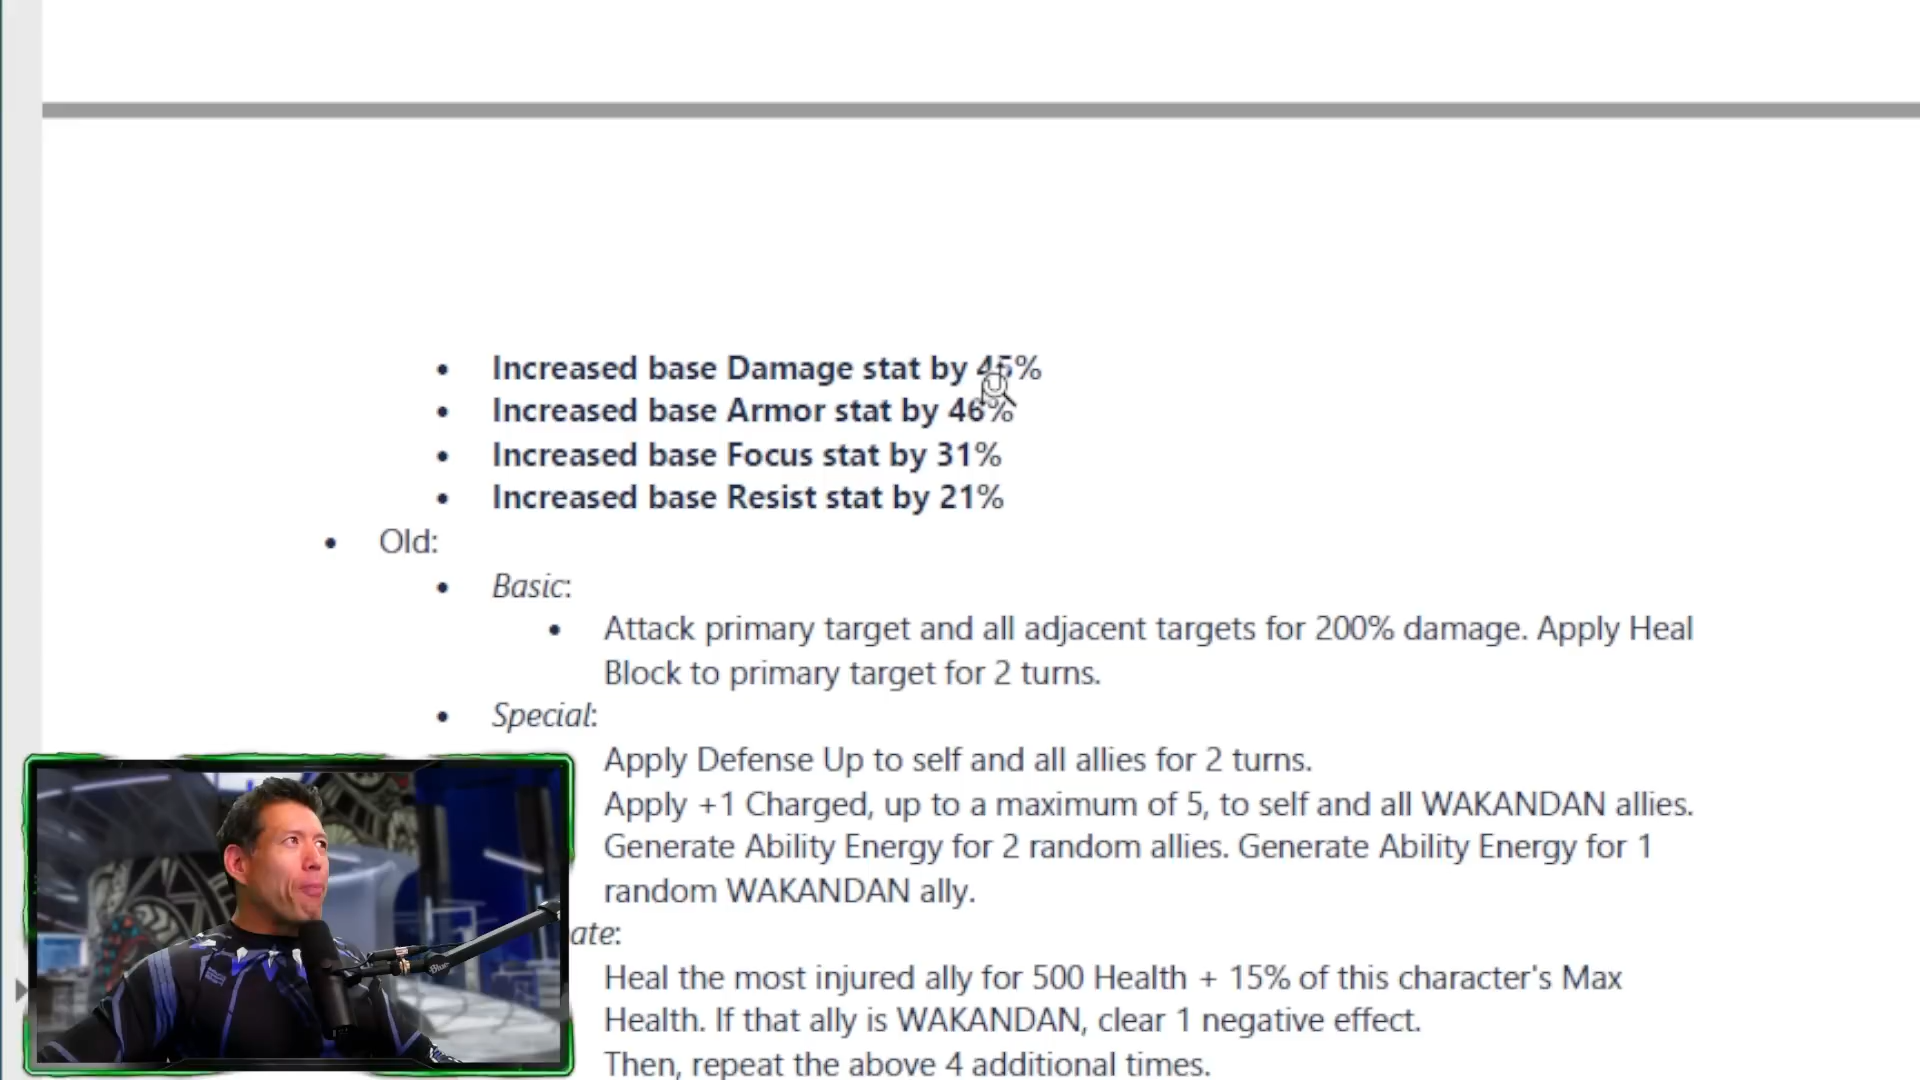 Increased base Damage stat by 45%
Increased base Armor stat by 46%
Increased base Focus stat by 31%
Increased base Resist stat by 21%
Old:
Basic:
Attack primary target and all adjacent targets for 200% damage. Apply Heal
Block to primary target for 2 turns.
Special:
Apply Defense Up to self and all allies for 2 turns.
Apply +1 Charged, up to a maximum of 5, to self and all WAKANDAN allies.
Generate Ability Energy for 2 random allies. Generate Ability Energy for 1
random WAKANDAN ally.
ate:
Heal the most injured ally for 500 Health + 15% of this character's Max
Health. If that ally is WAKANDAN, clear 1 negative effect.
Then, repeat the above 4 additional times.
Blue